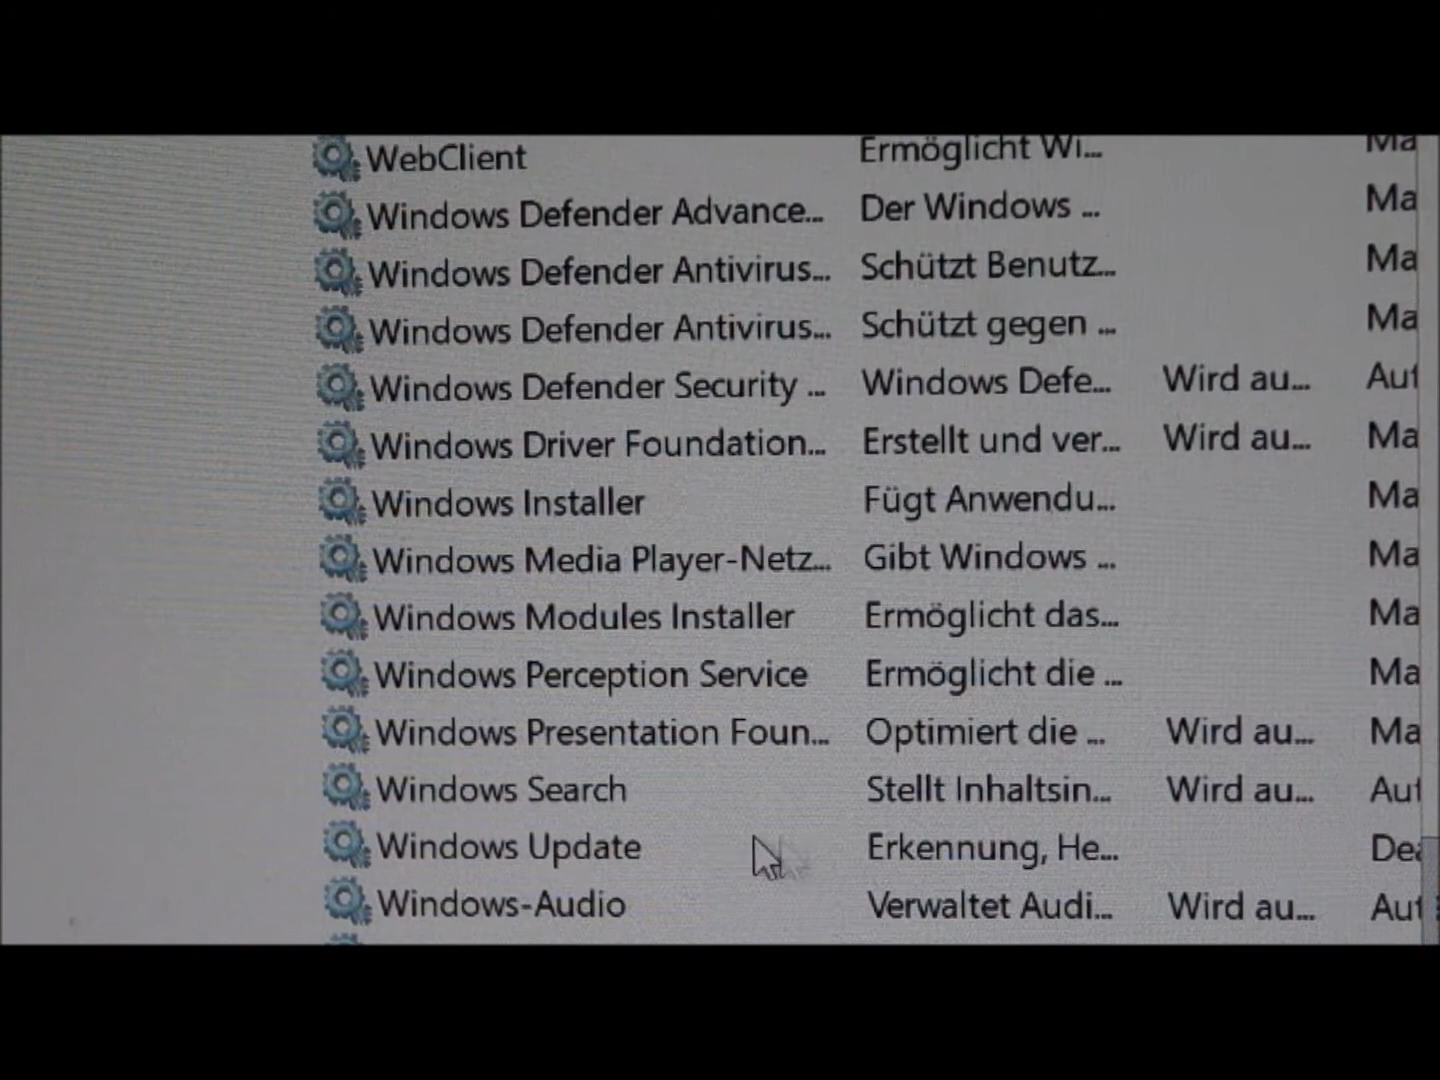 WebClient Ermöglicht Wi... Ma
Windows Defender Advance... Der Windows ... Ma
Windows Defender Antivirus... Schützt Benutz... Ma
Windows Defender Antivirus... Schützt gegen ... Ma
Windows Defender Security ... Windows Defe... Wird au... Aut
Windows Driver Foundation... Erstellt und ver... Wird au... Ma
Windows Installer Fügt Anwendu... Ma
Windows Media Player-Netz... Gibt Windows ... Ma
Windows Modules Installer Ermöglicht das... Ma
Windows Perception Service Ermöglicht die ... Ma
Windows Presentation Foun... Optimiert die ... Wird au... Ma
Windows Search Stellt Inhaltsin... Wird au... Aut
Windows Update Erkennung, He... Dea
Windows-Audio Verwaltet Audi... Wird au... Aut